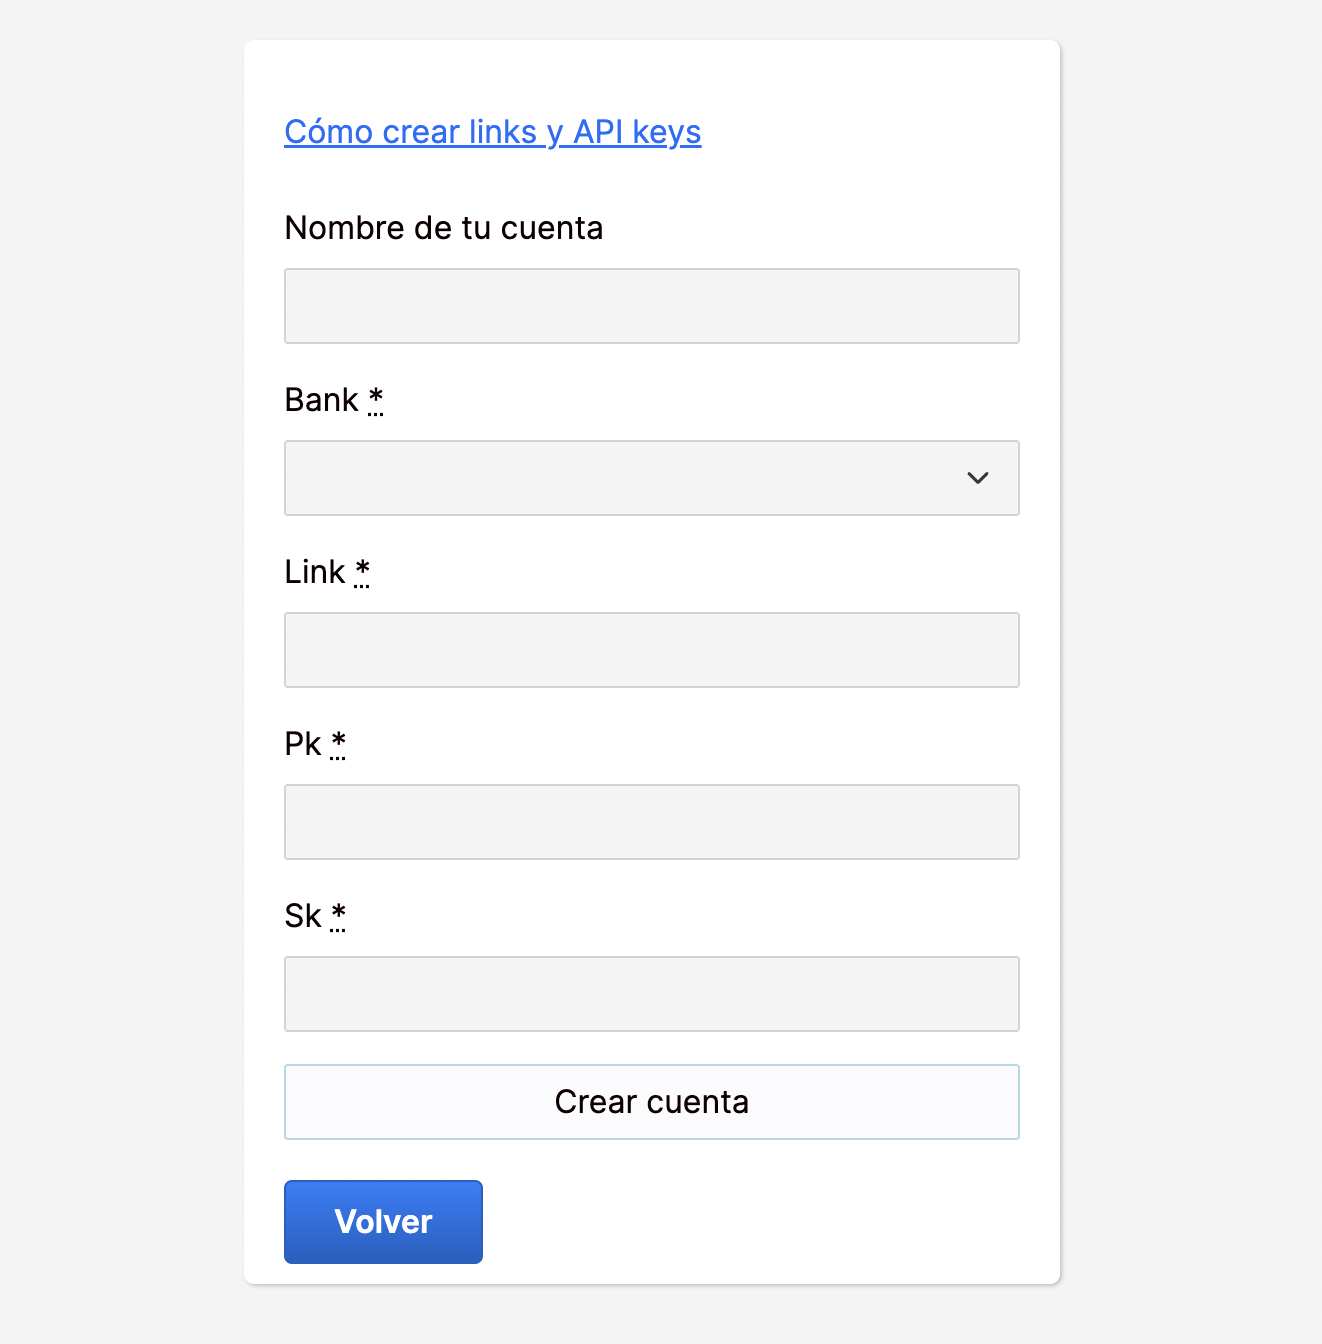 Cómo crear links y API keys
Nombre de tu cuenta
Bank *
Link *
Pk *
Sk *
Crear cuenta
Volver